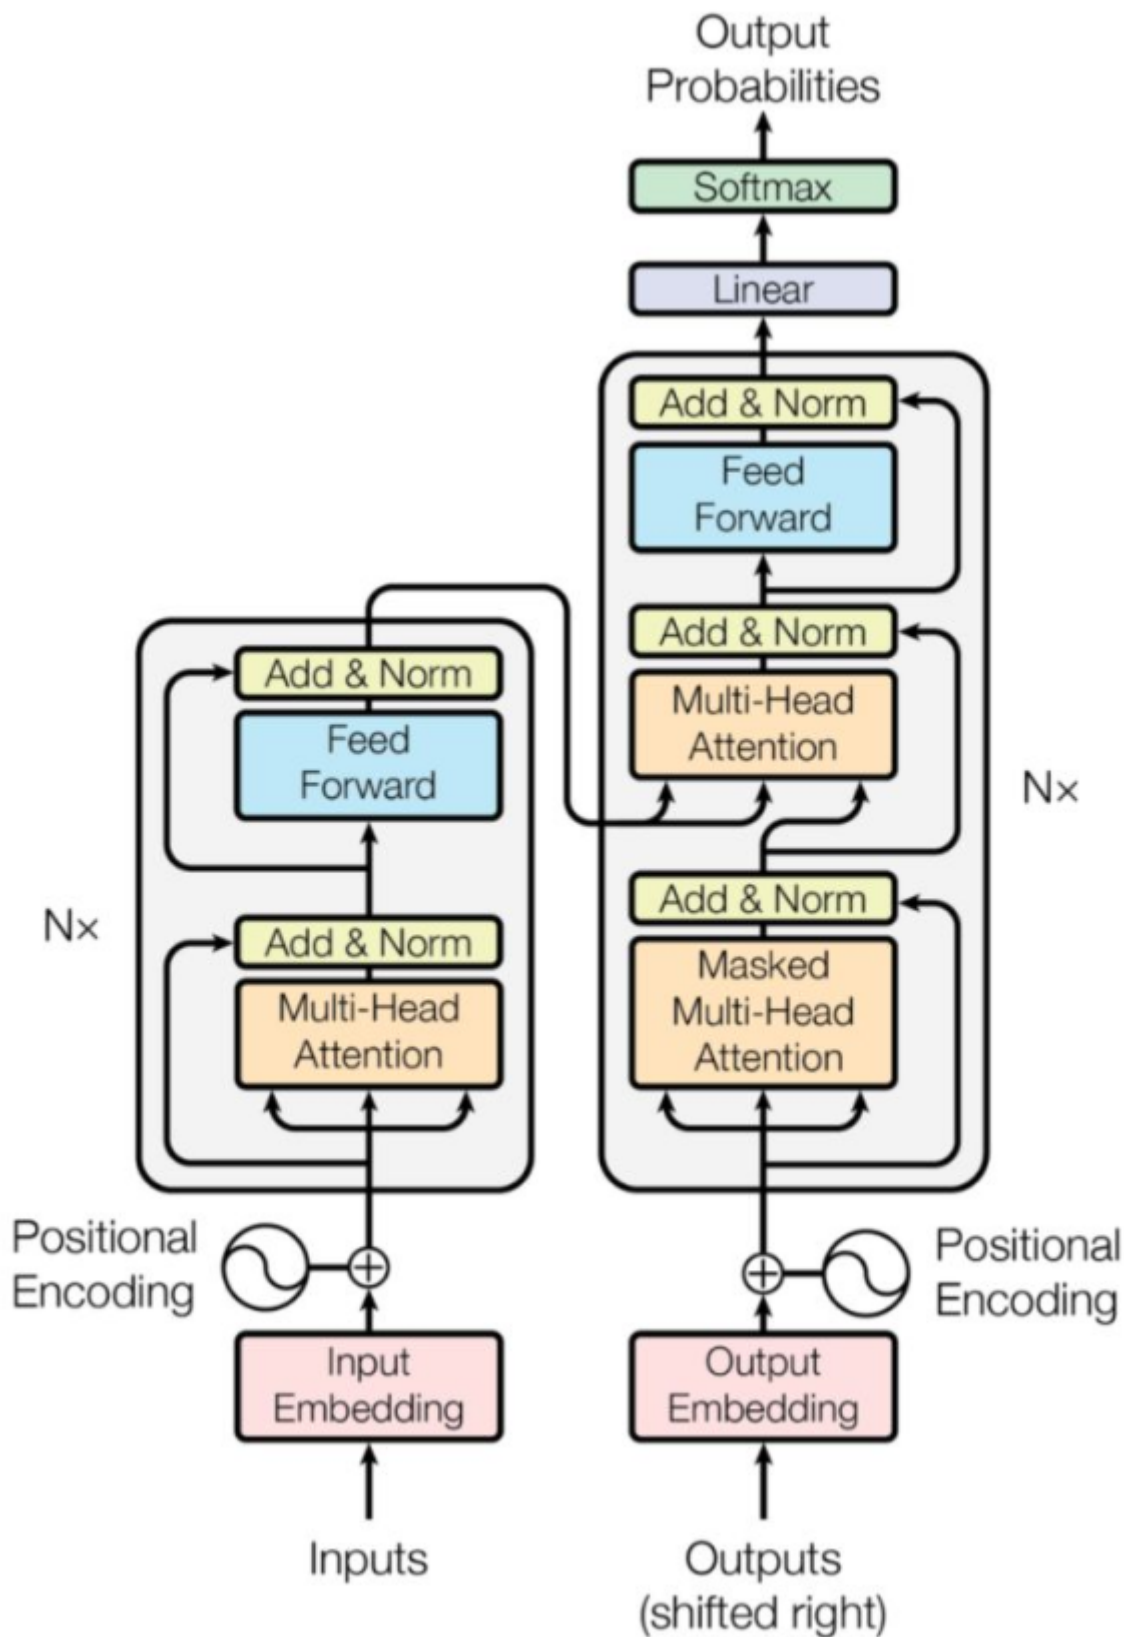 Output
Probabilities
Softmax
Linear
Add & Norm
Feed
Forward
Add & Norm
Multi-Head
Attention
Add & Norm
Masked
Multi-Head
Attention
Nx
Add & Norm
Feed
Forward
Add & Norm
Multi-Head
Attention
Nx
Positional
Encoding
Input
Embedding
Inputs
Positional
Encoding
Output
Embedding
Outputs
(shifted right)